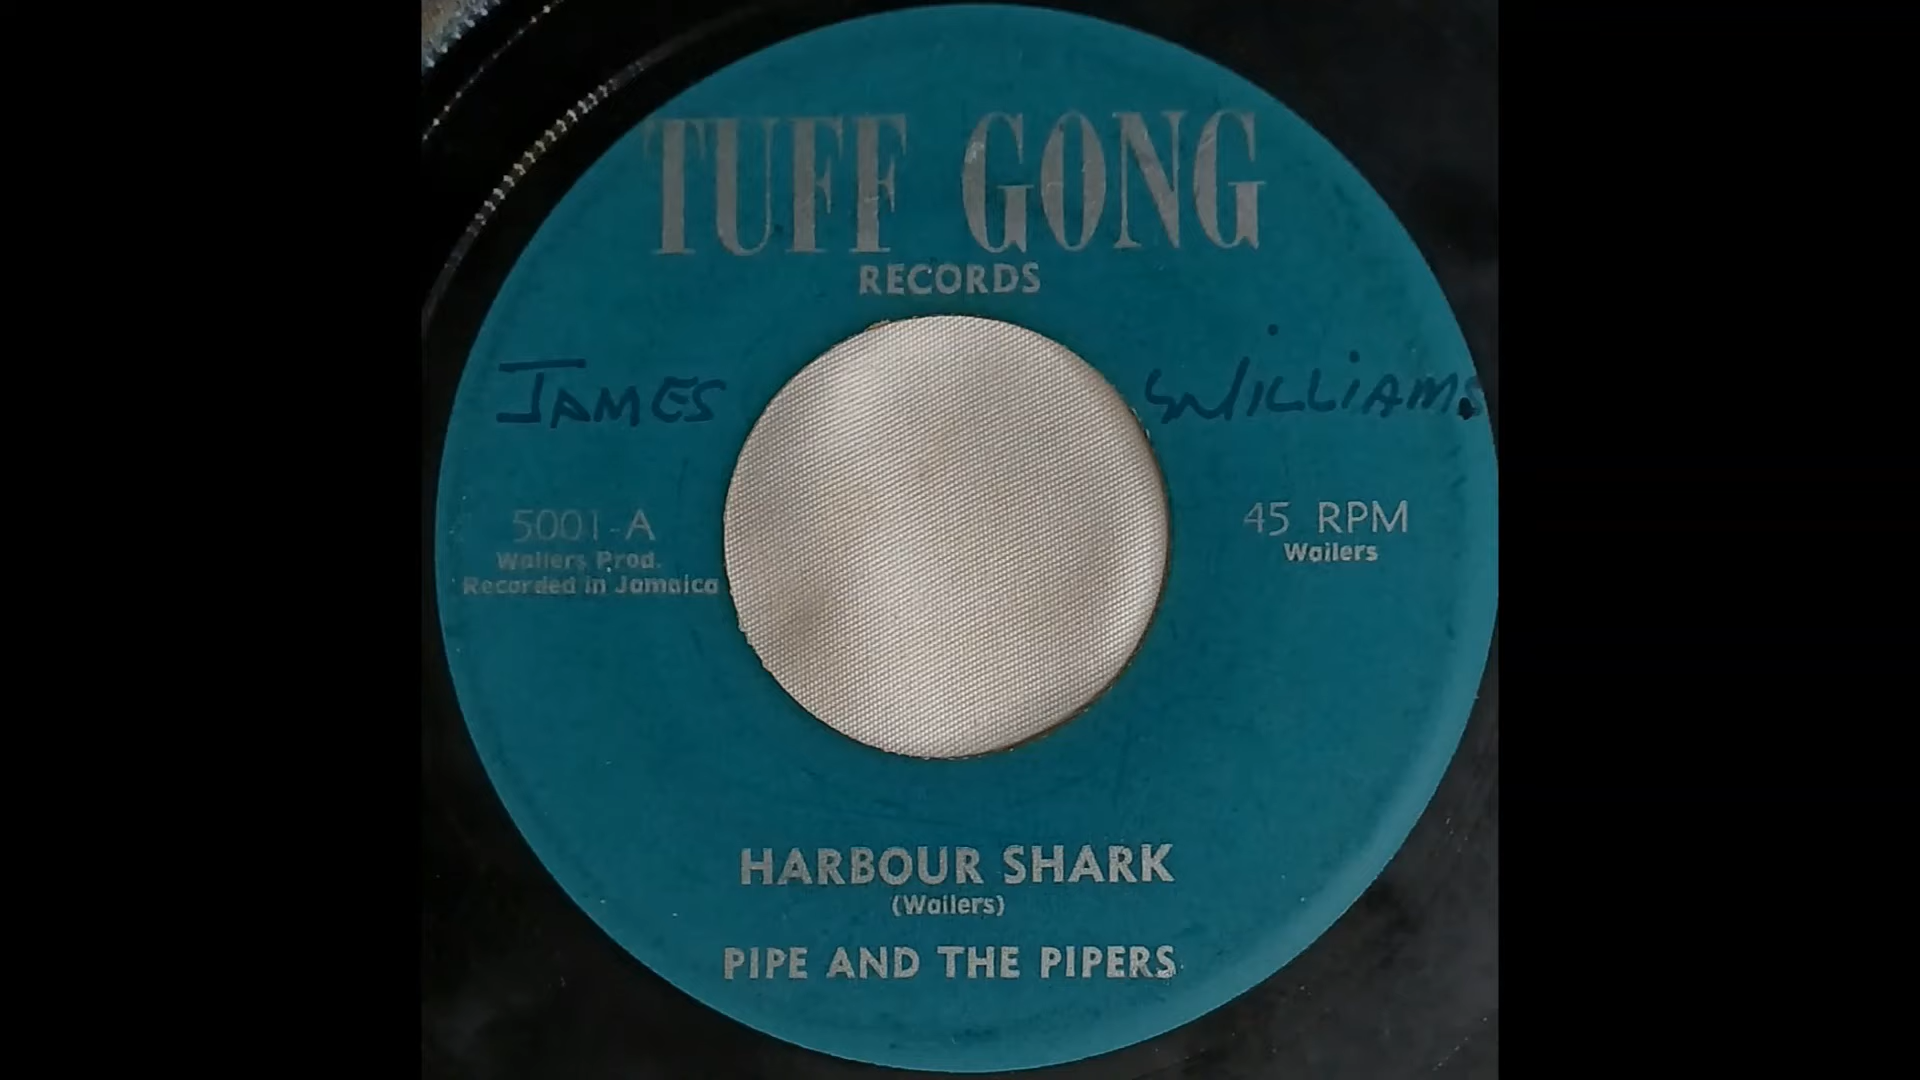 TUFF GONG
RECORDS
JAMES WILLIAMS
5001-A
Wailers Prod.
Recorded in Jamaica
45 RPM
Wailers
HARBOUR SHARK
(Wailers)
PIPE AND THE PIPERS